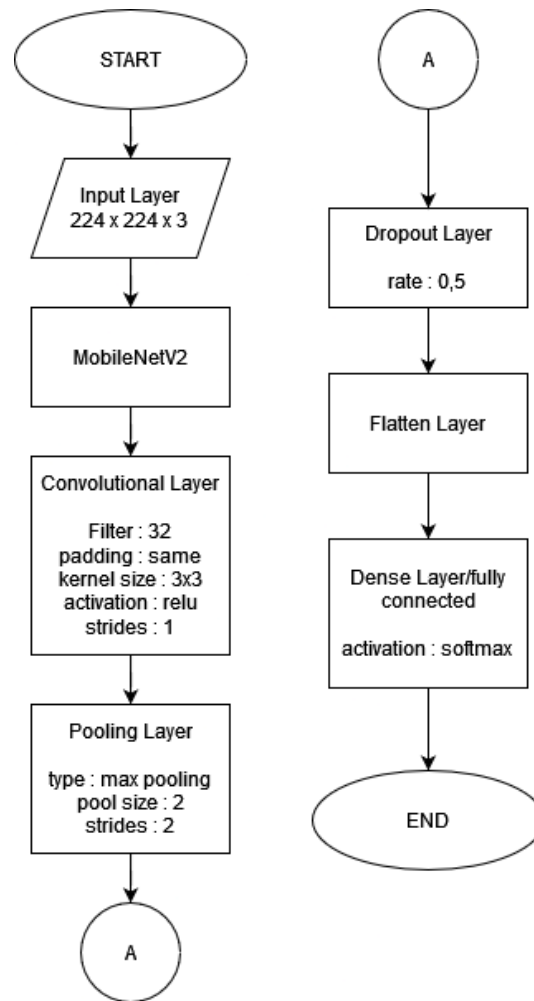 START
Input Layer
224 x 224 x 3
MobileNetV2
Convolutional Layer
Filter : 32
padding : same
kernel size : 3x3
activation : relu
strides : 1
Pooling Layer
type : max pooling
pool size : 2
strides : 2
A
A
Dropout Layer
rate : 0,5
Flatten Layer
Dense Layer/fully
connected
activation : softmax
END